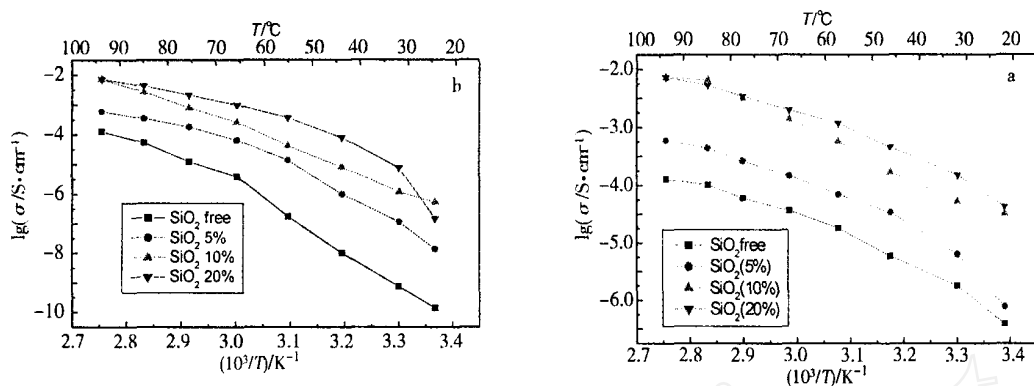 T/℃
100 90 80 70 60 50 40 30 20
b
lg(σ/S·cm⁻¹)
-2
-4
-6
-8
-10
SiO₂ free
SiO₂ 5%
SiO₂ 10%
SiO₂ 20%
2.7 2.8 2.9 3.0 3.1 3.2 3.3 3.4
(10³/T)/K⁻¹
T/℃
100 90 80 70 60 50 40 30 20
a
lg(σ/S·cm⁻¹)
-2.0
-3.0
-4.0
-5.0
-6.0
SiO₂free
SiO₂(5%)
SiO₂(10%)
SiO₂(20%)
2.7 2.8 2.9 3.0 3.1 3.2 3.3 3.4
(10³/T)/K⁻¹